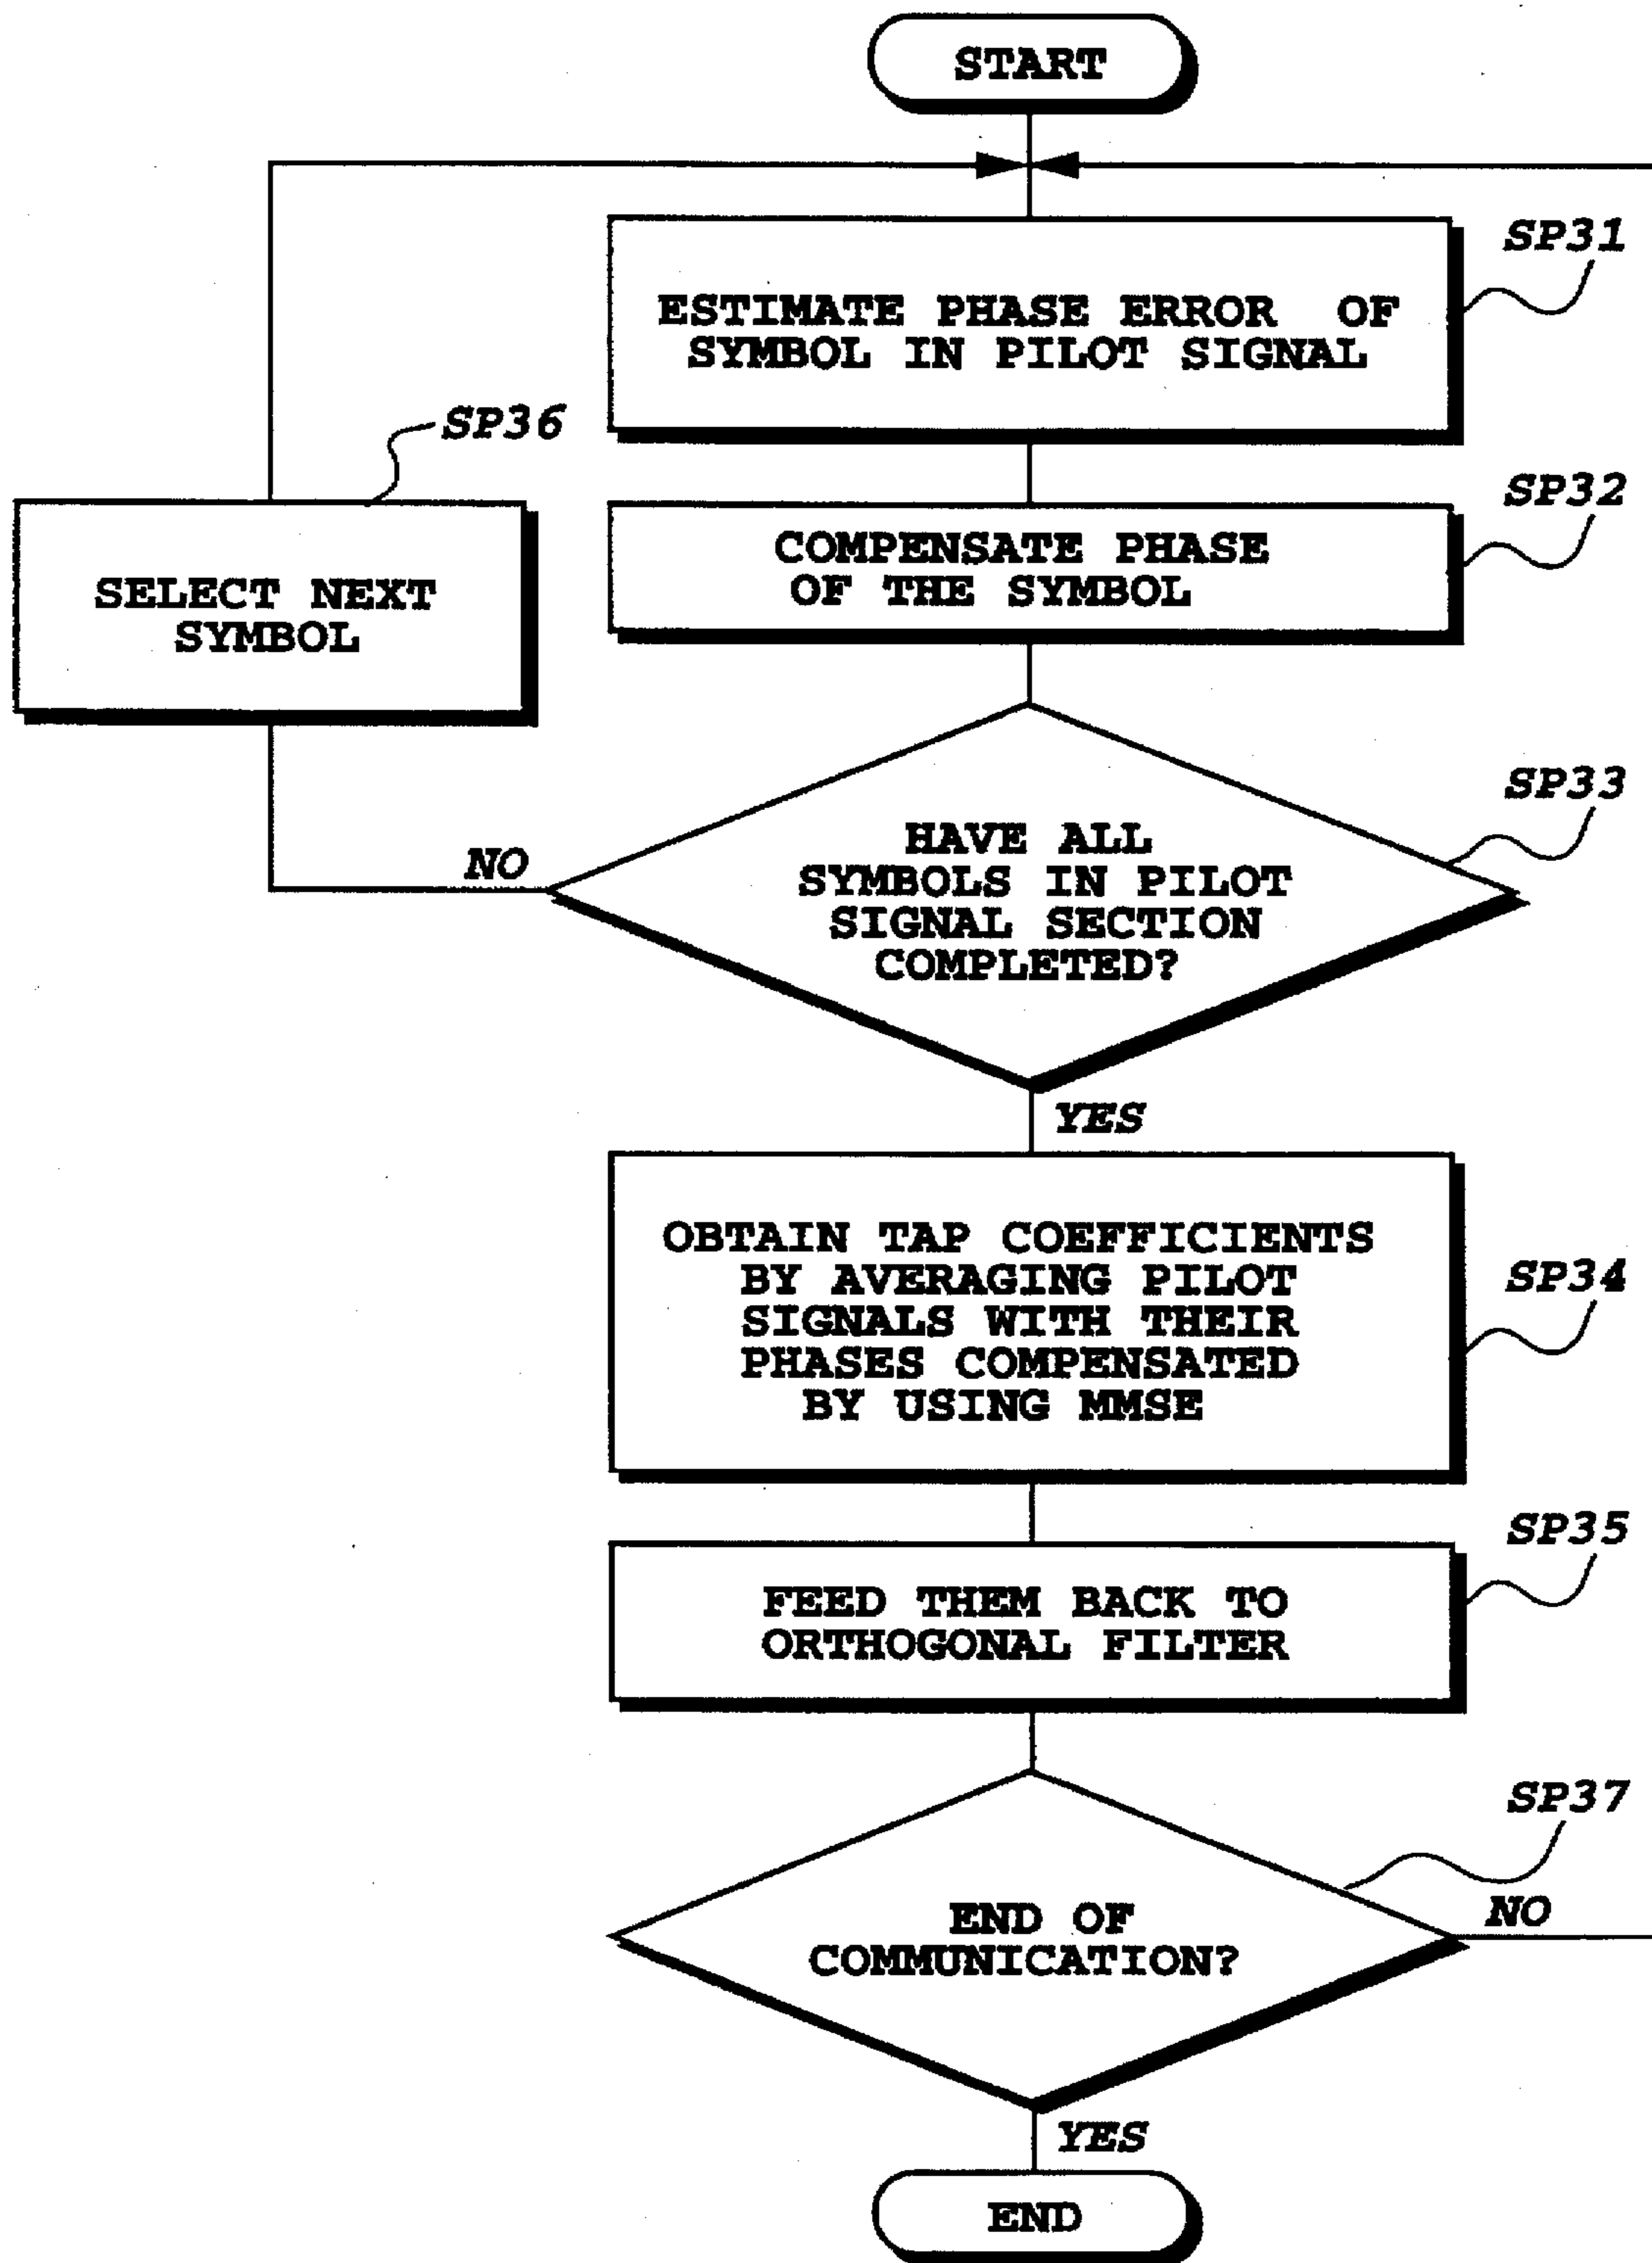 START
SP31
ESTIMATE PHASE ERROR OF
SYMBOL IN PILOT SIGNAL
SP36
SELECT NEXT
SYMBOL
SP32
COMPENSATE PHASE
OF THE SYMBOL
SP33
HAVE ALL
SYMBOLS IN PILOT
SIGNAL SECTION
COMPLETED?
NO
YES
SP34
OBTAIN TAP COEFFICIENTS
BY AVERAGING PILOT
SIGNALS WITH THEIR
PHASES COMPENSATED
BY USING MMSE
SP35
FEED THEM BACK TO
ORTHOGONAL FILTER
SP37
END OF
COMMUNICATION?
NO
YES
END